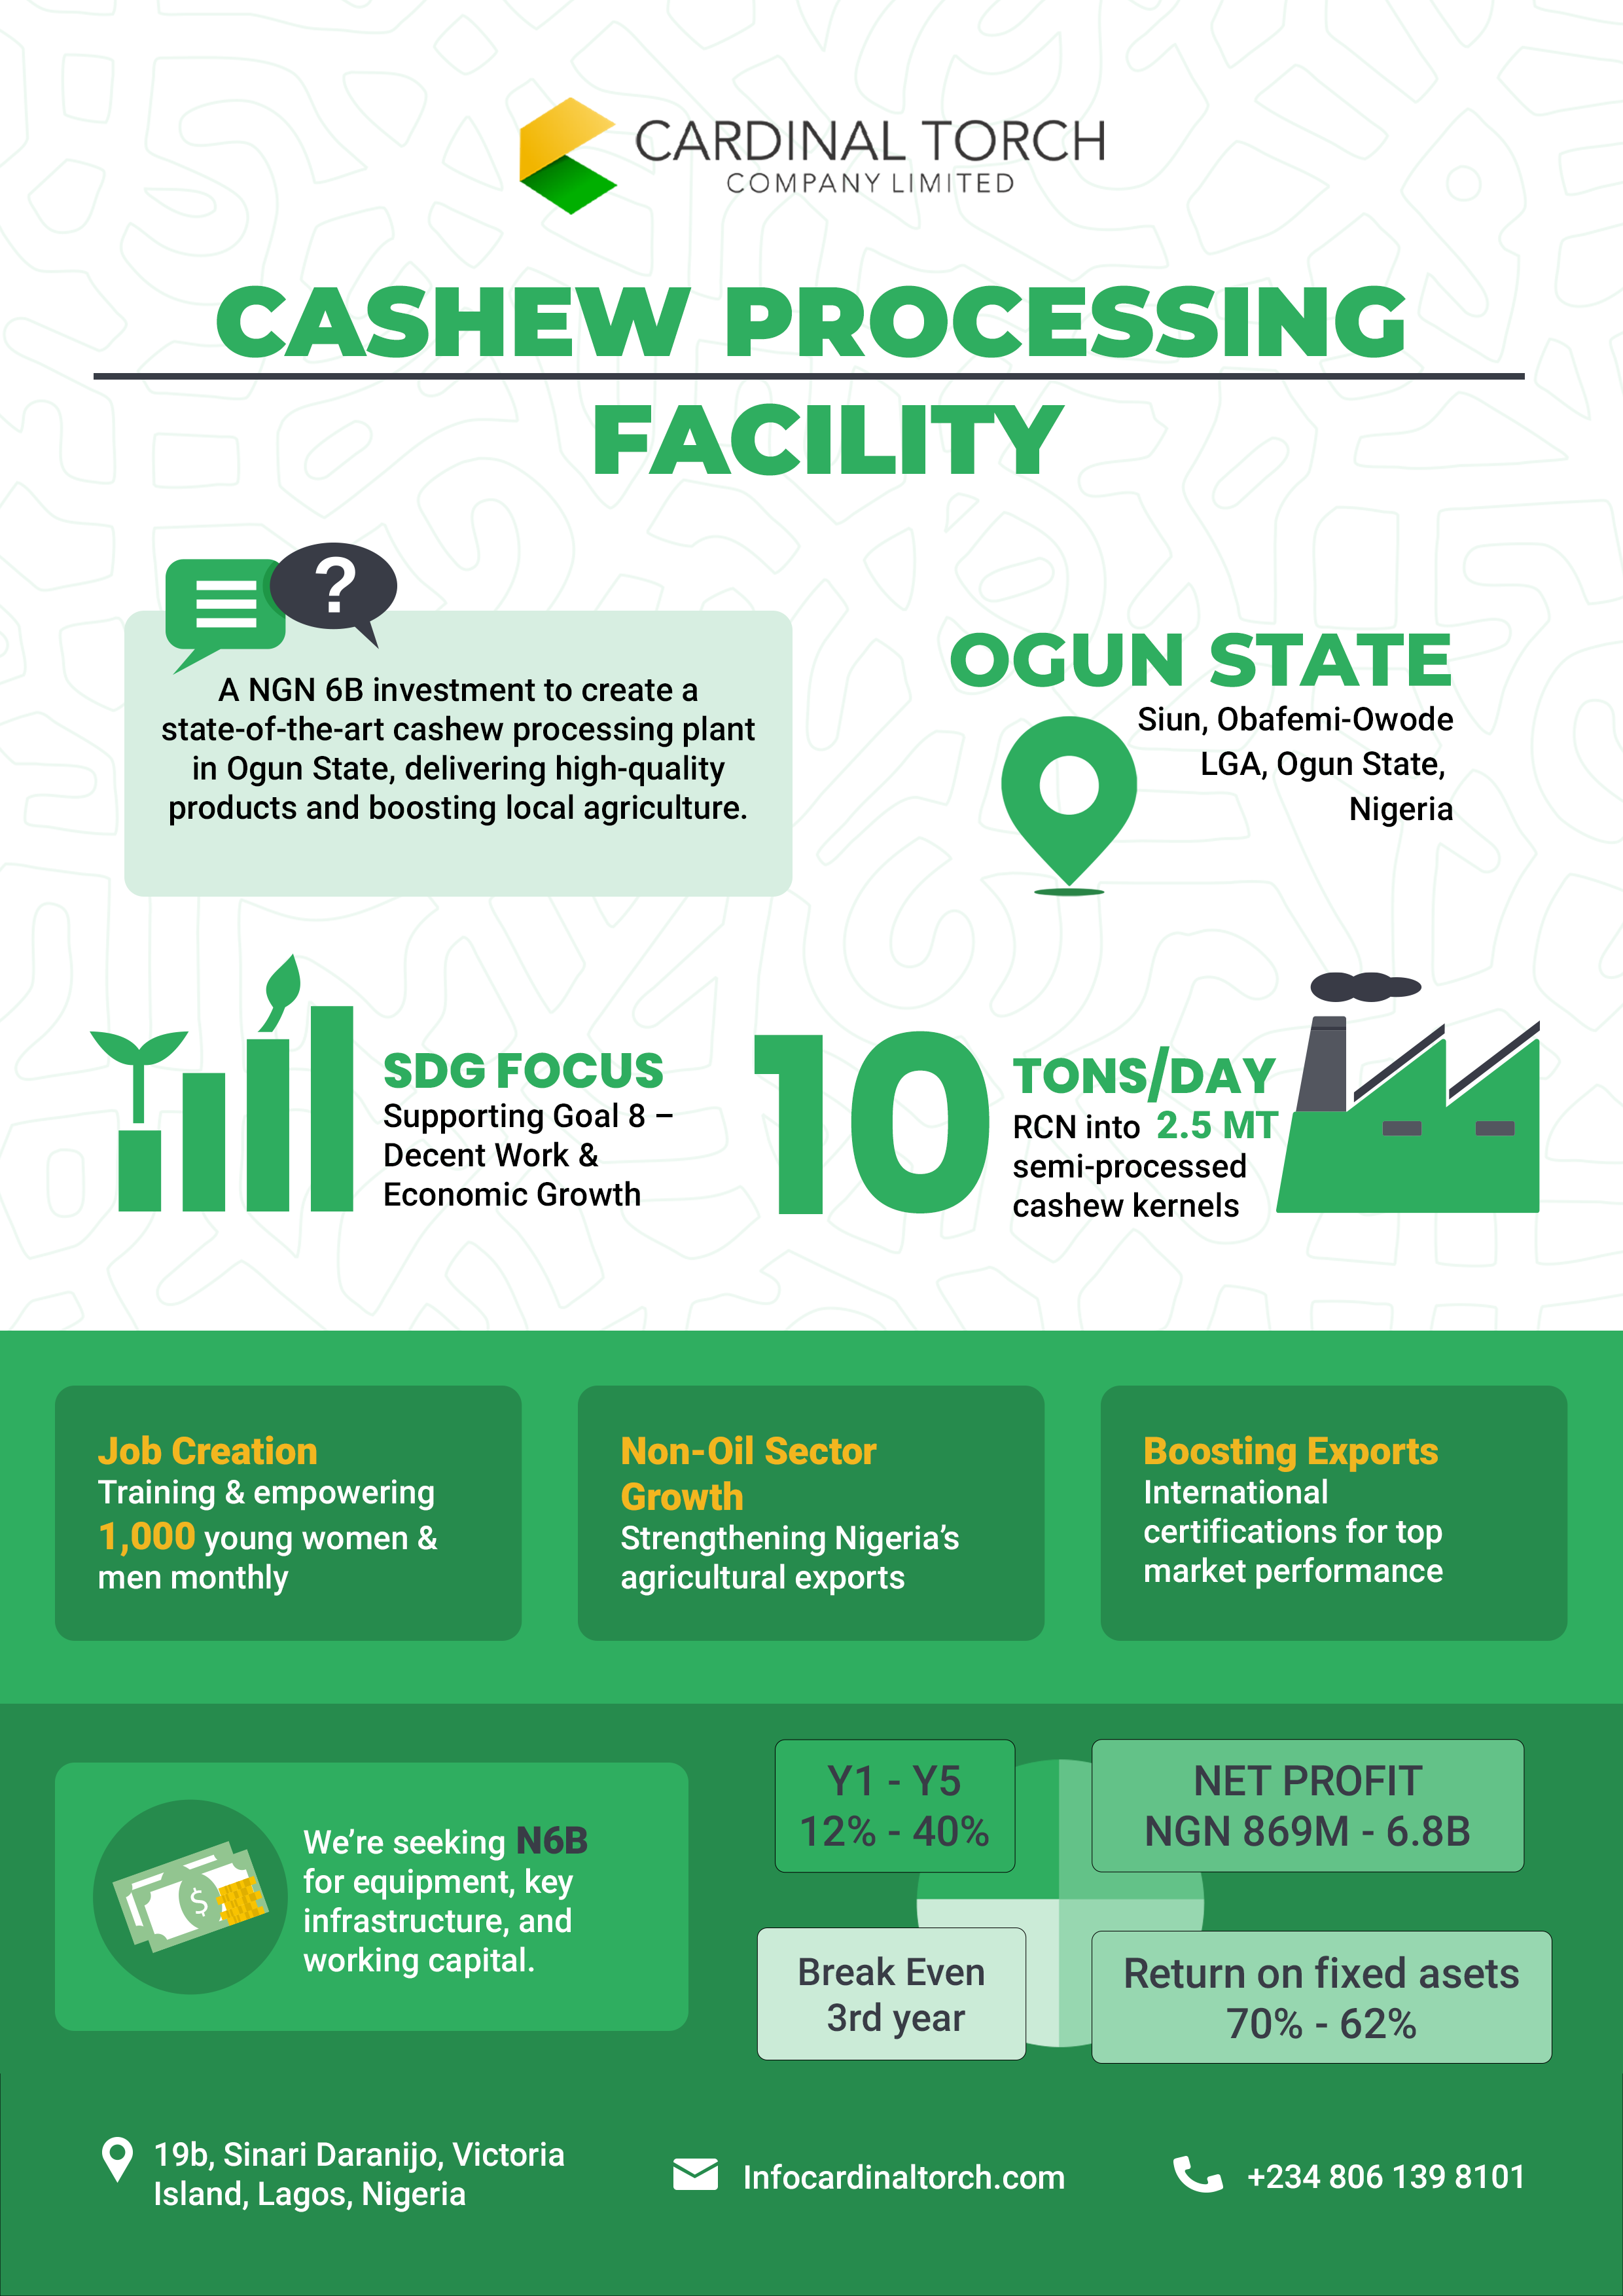 CARDINAL TORCH
COMPANY LIMITED
CASHEW PROCESSING
FACILITY
?
A NGN 6B investment to create a
state-of-the-art cashew processing plant
in Ogun State, delivering high-quality
products and boosting local agriculture.
OGUN STATE
Siun, Obafemi-Owode
LGA, Ogun State,
Nigeria
SDG FOCUS
Supporting Goal 8 –
Decent Work &
Economic Growth
10
TONS/DAY
RCN into 2.5 MT
semi-processed
cashew kernels
Job Creation
Training & empowering
1,000 young women &
men monthly
Non-Oil Sector
Growth
Strengthening Nigeria’s
agricultural exports
Boosting Exports
International
certifications for top
market performance
$
We’re seeking N6B
for equipment, key
infrastructure, and
working capital.
Y1 - Y5
12% - 40%
NET PROFIT
NGN 869M - 6.8B
Break Even
3rd year
Return on fixed asets
70% - 62%
19b, Sinari Daranijo, Victoria
Island, Lagos, Nigeria
Infocardinaltorch.com
+234 806 139 8101